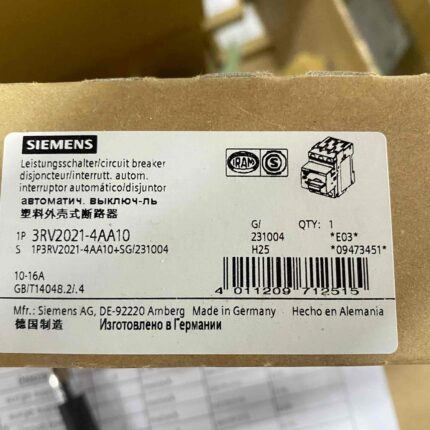 SIEMENS
Leistungsschalter/circuit breaker
disjoncteur/interrutt. autom.
interruptor automático/disjuntor
автоматич. выключ-ль
塑料外壳式断路器
IRAM S
1P 3RV2021-4AA10
S 1P3RV2021-4AA10+SG/231004
G/ QTY: 1
231004 *E03*
H25 *09473451*
10-16A
GB/T14048.2/.4
4 011209 712515
Mfr.: Siemens AG, DE-92220 Amberg Made in Germany Hecho en Alemania
德国制造 Изготовлено в Германии